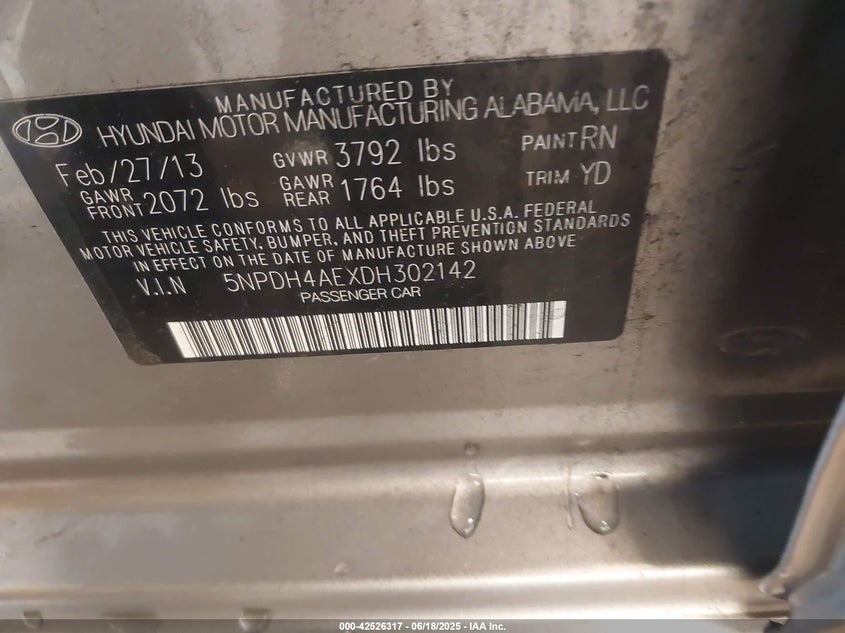 MANUFACTURED BY
HYUNDAI MOTOR MANUFACTURING ALABAMA, LLC
Feb/27/13 GVWR 3792 lbs PAINT RN
GAWR FRONT 2072 lbs GAWR REAR 1764 lbs TRIM YD
THIS VEHICLE CONFORMS TO ALL APPLICABLE U.S.A. FEDERAL
MOTOR VEHICLE SAFETY, BUMPER, AND THEFT PREVENTION STANDARDS
IN EFFECT ON THE DATE OF MANUFACTURE SHOWN ABOVE
V.I.N 5NPDH4AEXDH302142
PASSENGER CAR
000-42526317 - 06/18/2025 - IAA Inc.